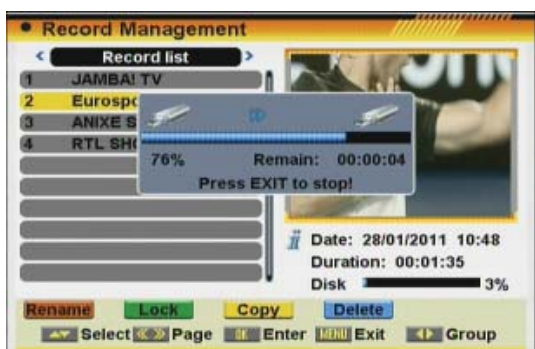 Record Management
Record list
1 JAMBA! TV
2 Eurospo
3 ANIXE S
4 RTL SH
76% Remain: 00:00:04
Press EXIT to stop!
Date: 28/01/2011 10:48
Duration: 00:01:35
Disk 3%
Rename Lock Copy Delete
Select Page OK Enter MENU Exit Group